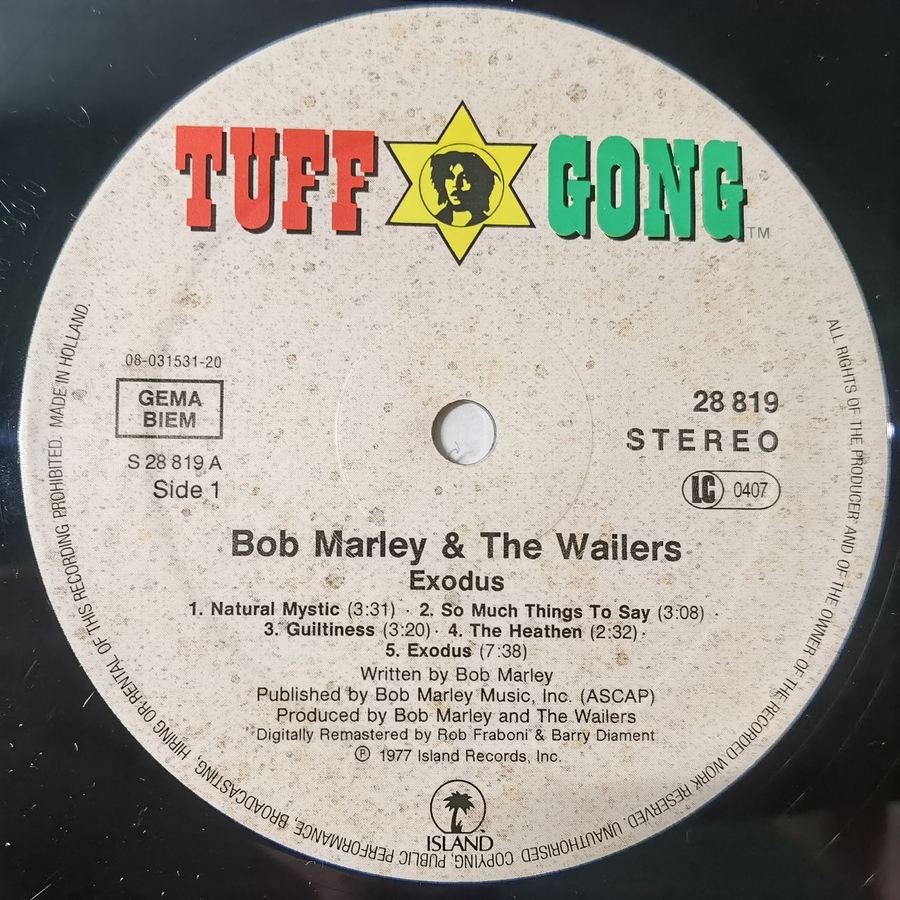 TUFF GONG TM
08-031531-20
GEMA
BIEM
S 28 819 A
Side 1
28 819
STEREO
LC 0407
Bob Marley & The Wailers
Exodus
1. Natural Mystic (3:31) · 2. So Much Things To Say (3:08) ·
3. Guiltiness (3:20) · 4. The Heathen (2:32) ·
5. Exodus (7:38)
Written by Bob Marley
Published by Bob Marley Music, Inc. (ASCAP)
Produced by Bob Marley and The Wailers
Digitally Remastered by Rob Fraboni & Barry Diament
℗ 1977 Island Records, Inc.
ISLAND
ALL RIGHTS OF THE PRODUCER AND OF THE OWNER OF THE RECORDED WORK RESERVED. UNAUTHORISED COPYING, PUBLIC PERFORMANCE, BROADCASTING, HIRING OR RENTAL OF THIS RECORDING PROHIBITED. MADE IN HOLLAND.